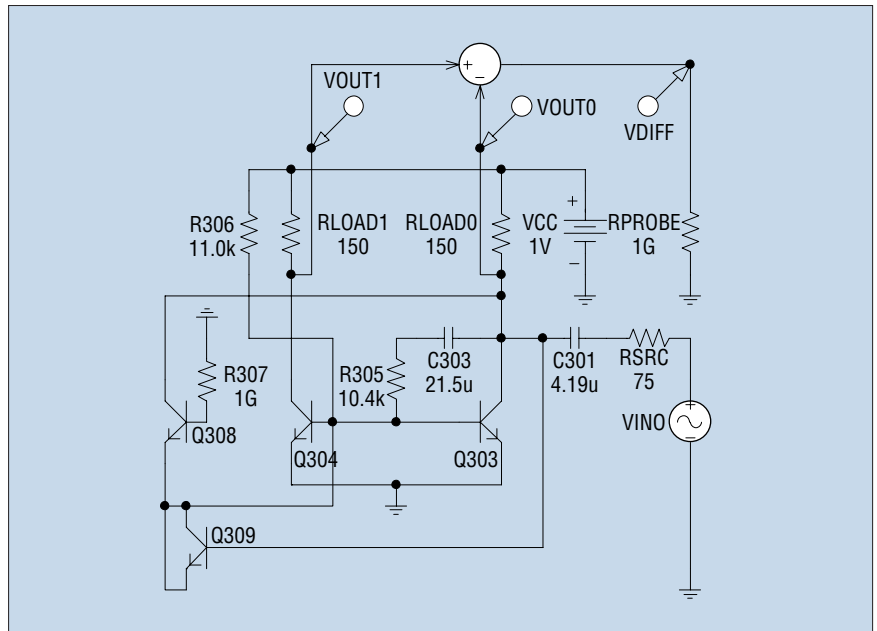 +
−
VOUT1
VOUT0
VDIFF
R306
11.0k
RLOAD1
150
RLOAD0
150
VCC
1V
+
−
RPROBE
1G
R307
1G
R305
10.4k
C303
21.5u
C301
4.19u
RSRC
75
Q308
Q304
Q303
VINO
+
−
Q309